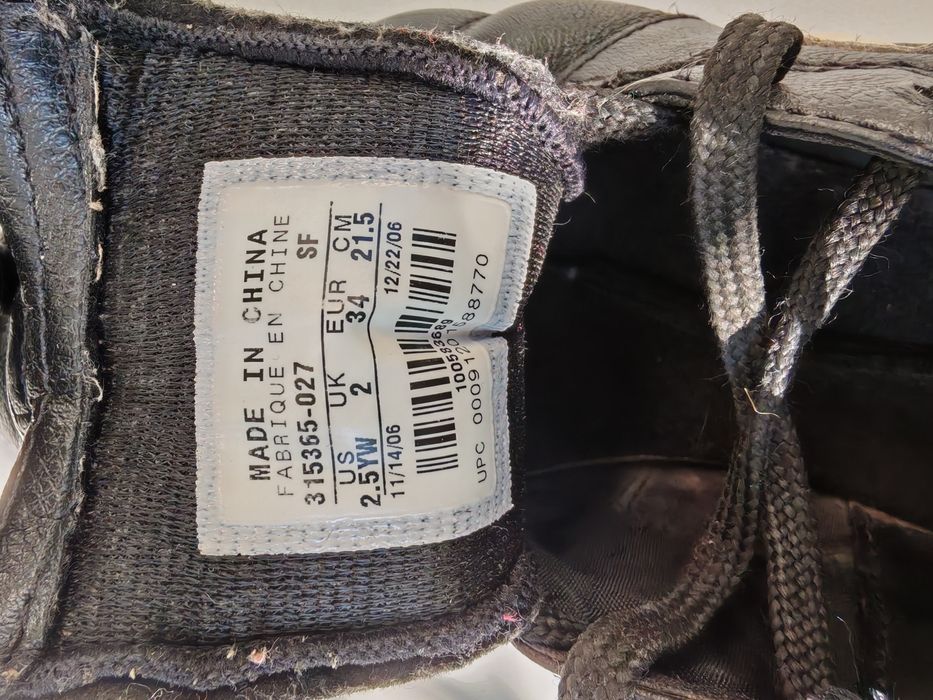 MADE IN CHINA
FABRIQUE EN CHINE
315365-027 SF
US UK EUR CM
2.5YW 2 34 21.5
11/14/06 12/22/06
100583689